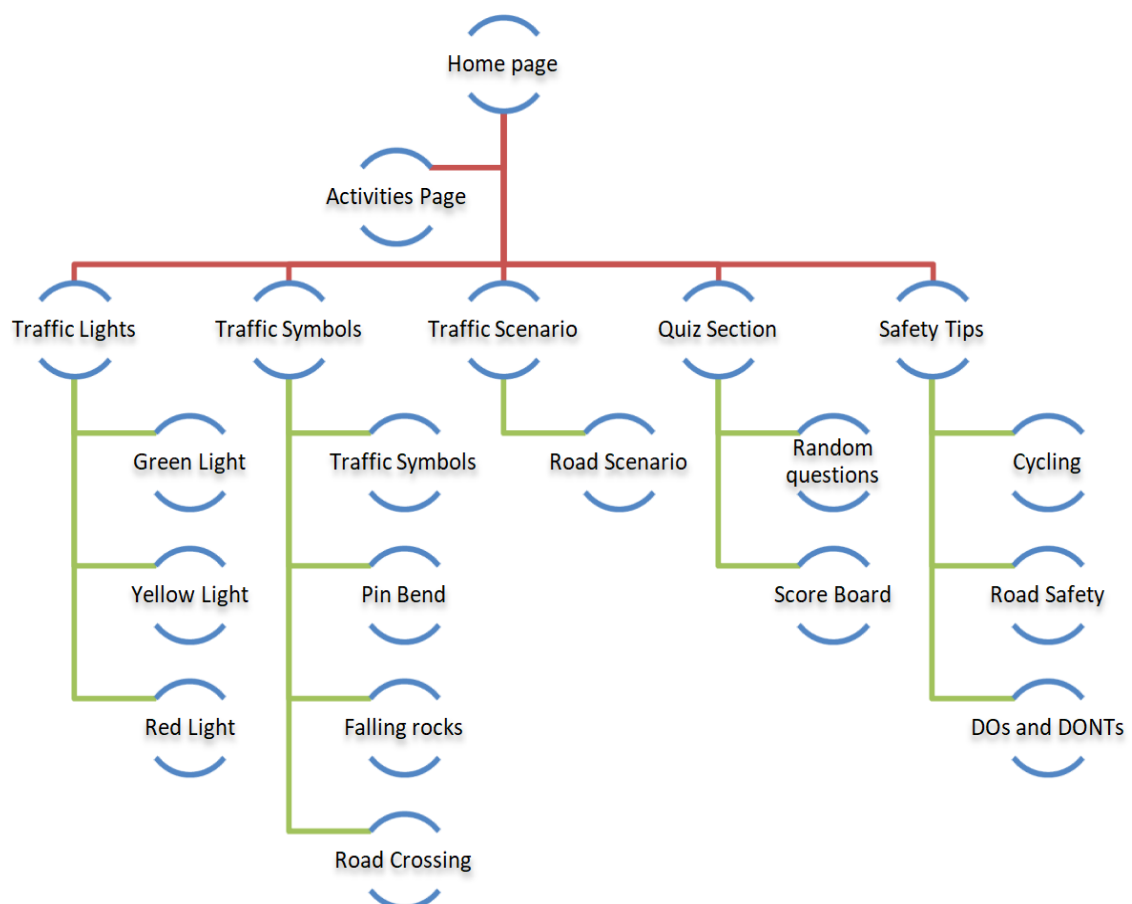 Home page
Activities Page
Traffic Lights
Traffic Symbols
Traffic Scenario
Quiz Section
Safety Tips
Green Light
Traffic Symbols
Road Scenario
Random
questions
Cycling
Yellow Light
Pin Bend
Score Board
Road Safety
Red Light
Falling rocks
DOs and DONTs
Road Crossing